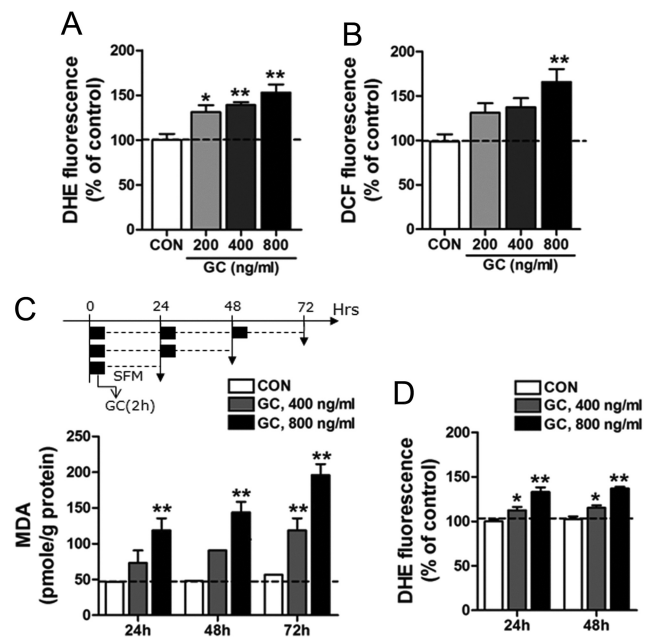 A
DHE fluorescence
(% of control)
200
150
100
50
0
*
**
**
CON
200
400
800
GC (ng/ml)
B
DCF fluorescence
(% of control)
200
150
100
50
0
**
CON
200
400
800
GC (ng/ml)
C
0
24
48
72
Hrs
SFM
GC(2h)
CON
GC, 400 ng/ml
GC, 800 ng/ml
MDA
(pmole/g protein)
250
200
150
100
50
0
**
**
**
**
24h
48h
72h
D
CON
GC, 400 ng/ml
GC, 800 ng/ml
DHE fluorescence
(% of control)
200
150
100
50
0
*
**
*
**
24h
48h